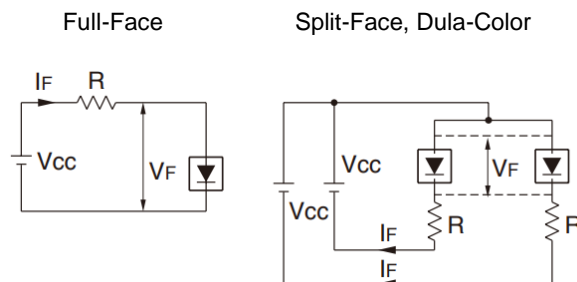 Full-Face
Split-Face, Dula-Color
IF
R
Vcc
VF
Vcc
Vcc
VF
R
R
IF
IF